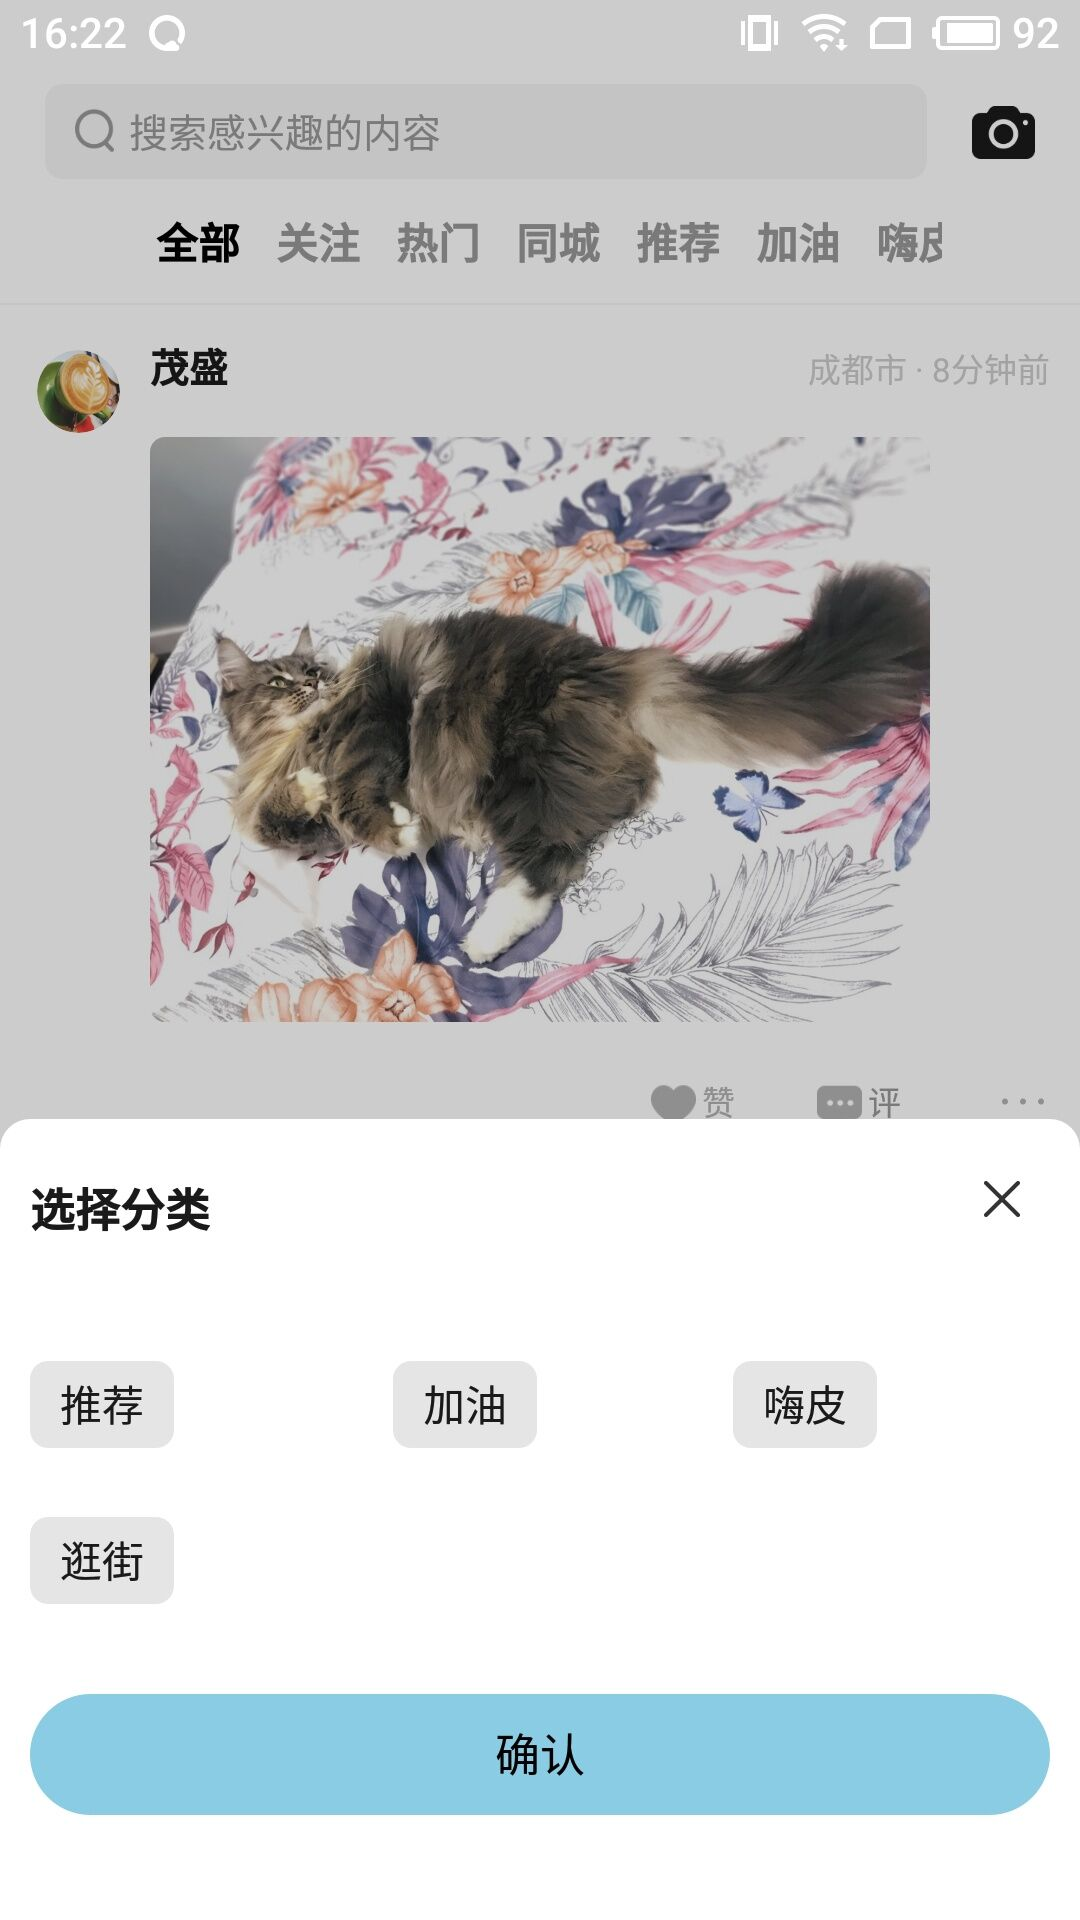 16:22 92
搜索感兴趣的内容
全部 关注 热门 同城 推荐 加油 嗨皮
茂盛 成都市 · 8分钟前
赞 评 ···
选择分类
推荐 加油 嗨皮
逛街
确认